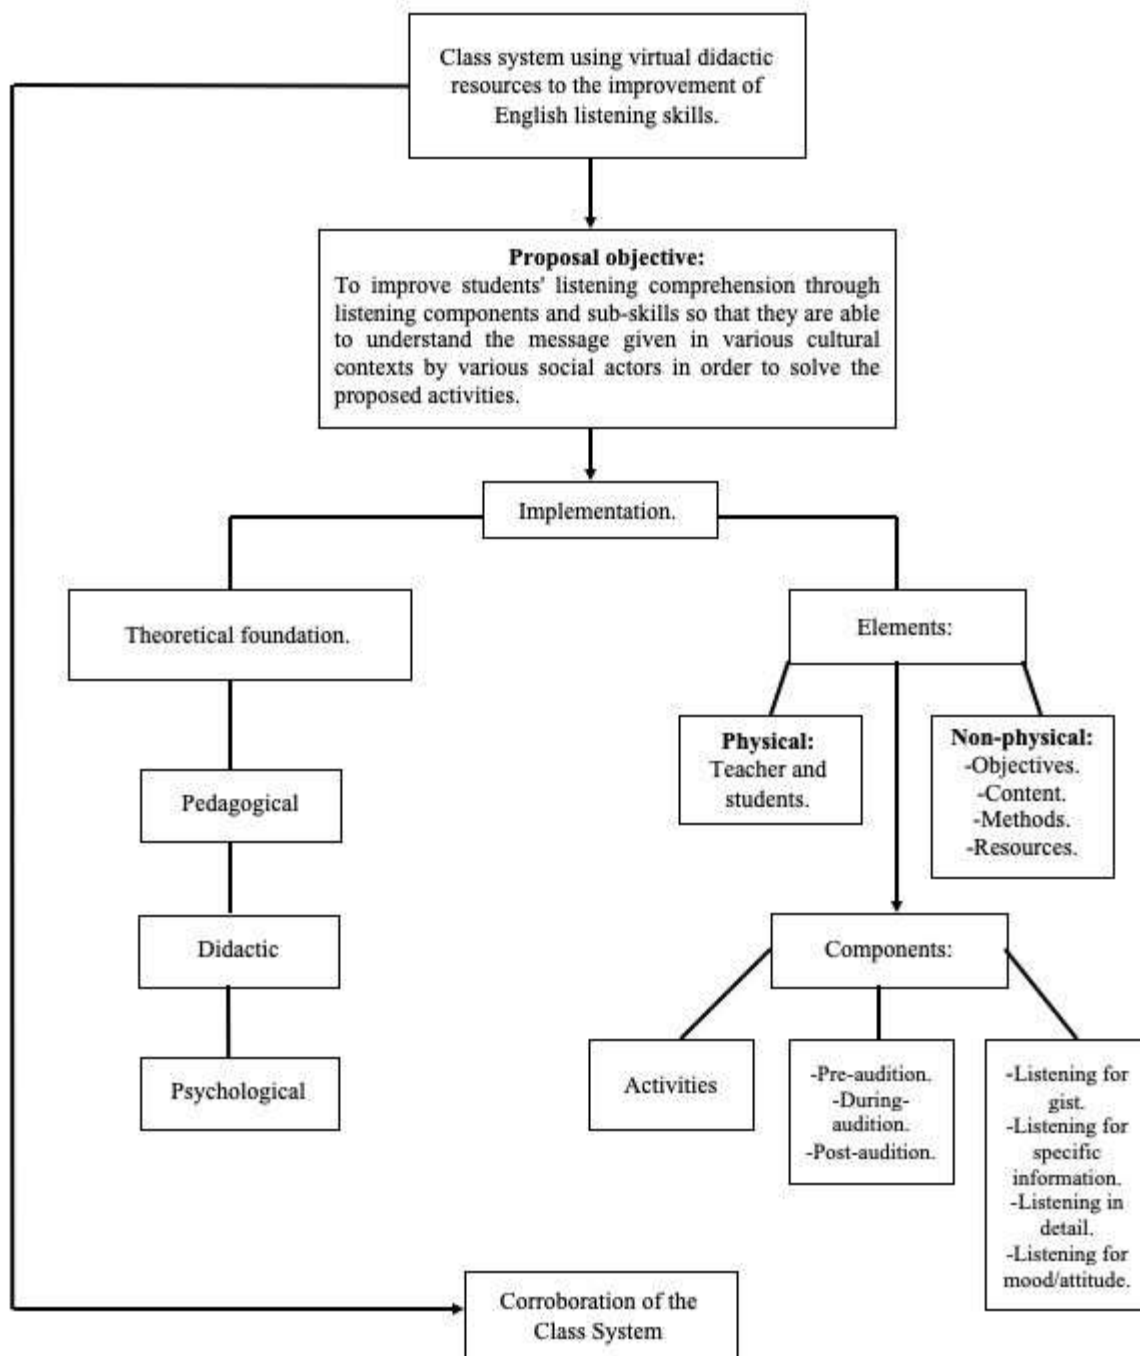 Class system using virtual didactic
resources to the improvement of
English listening skills.
Proposal objective:
To improve students' listening comprehension through
listening components and sub-skills so that they are able
to understand the message given in various cultural
contexts by various social actors in order to solve the
proposed activities.
Implementation.
Theoretical foundation.
Pedagogical
Didactic
Psychological
Elements:
Physical:
Teacher and
students.
Non-physical:
-Objectives.
-Content.
-Methods.
-Resources.
Components:
Activities
-Pre-audition.
-During-
audition.
-Post-audition.
-Listening for
gist.
-Listening for
specific
information.
-Listening in
detail.
-Listening for
mood/attitude.
Corroboration of the
Class System